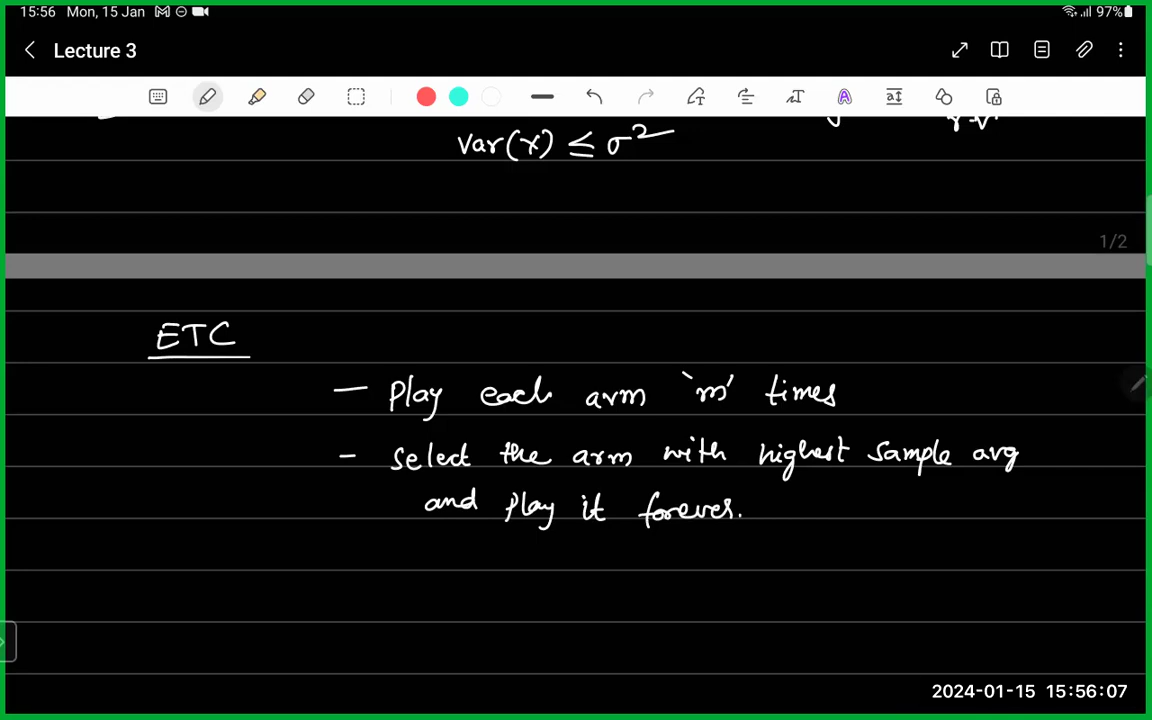 15:56 Mon, 15 Jan
97%
Lecture 3
var(x) ≤ σ²
1/2
ETC
— Play each arm 'm' times
- Select the arm with highest sample avg
and play it forever.
2024-01-15 15:56:07